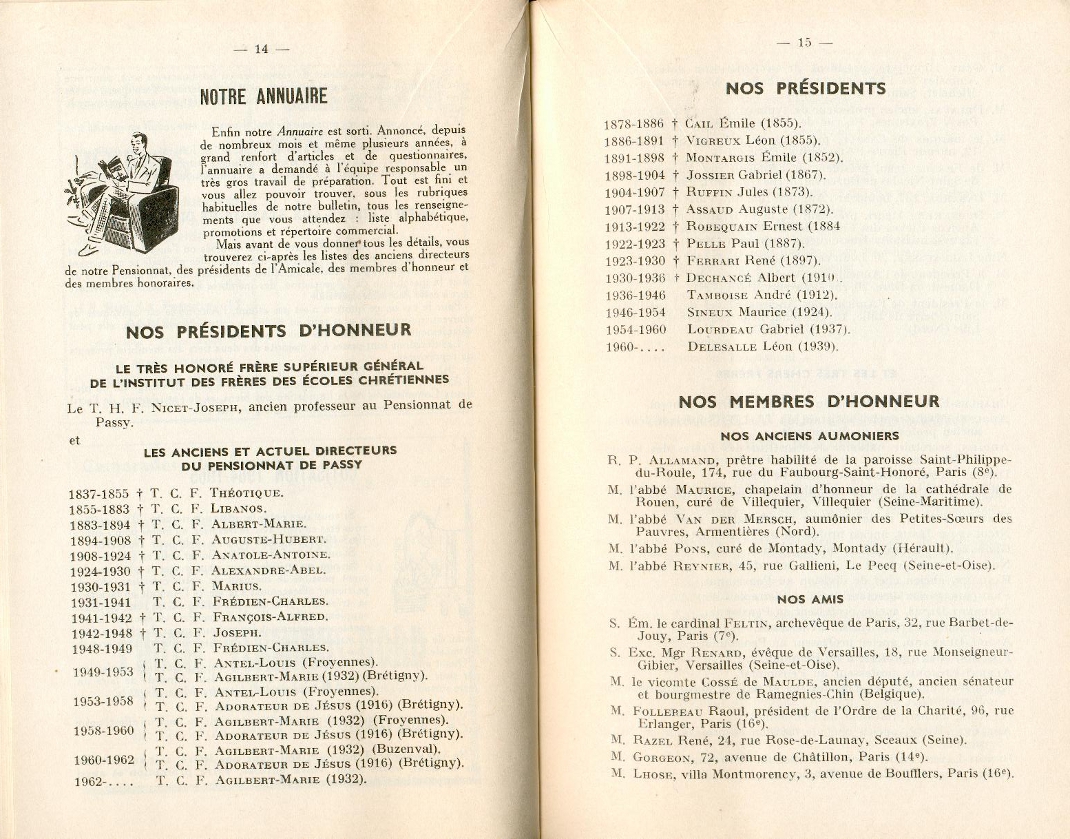 — 14 —
NOTRE ANNUAIRE
Enfin notre Annuaire est sorti. Annoncé, depuis
de nombreux mois et même plusieurs années, à
grand renfort d'articles et de questionnaires,
l'annuaire a demandé à l'équipe responsable un
très gros travail de préparation. Tout est fini et
vous allez pouvoir trouver, sous les rubriques
habituelles de notre bulletin, tous les renseigne-
ments que vous attendez : liste alphabétique,
promotions et répertoire commercial.
Mais avant de vous donner tous les détails, vous
trouverez ci-après les listes des anciens directeurs
de notre Pensionnat, des présidents de l'Amicale, des membres d'honneur et
des membres honoraires.
NOS PRÉSIDENTS D'HONNEUR
LE TRÈS HONORÉ FRÈRE SUPÉRIEUR GÉNÉRAL
DE L'INSTITUT DES FRÈRES DES ÉCOLES CHRÉTIENNES
Le T. H. F. NICET-JOSEPH, ancien professeur au Pensionnat de
Passy.
et
LES ANCIENS ET ACTUEL DIRECTEURS
DU PENSIONNAT DE PASSY
1837-1855 † T. C. F. THÉOTIQUE.
1855-1883 † T. C. F. LIBANOS.
1883-1894 † T. C. F. ALBERT-MARIE.
1894-1908 † T. C. F. AUGUSTE-HUBERT.
1908-1924 † T. C. F. ANATOLE-ANTOINE.
1924-1930 † T. C. F. ALEXANDRE-ABEL.
1930-1931 † T. C. F. MARIUS.
1931-1941 T. C. F. FRÉDIEN-CHARLES.
1941-1942 † T. C. F. FRANÇOIS-ALFRED.
1942-1948 † T. C. F. JOSEPH.
1948-1949 T. C. F. FRÉDIEN-CHARLES.
1949-1953 T. C. F. ANTEL-LOUIS (Froyennes).
T. C. F. AGILBERT-MARIE (1932) (Brétigny).
1953-1958 T. C. F. ANTEL-LOUIS (Froyennes).
T. C. F. ADORATEUR DE JÉSUS (1916) (Brétigny).
1958-1960 T. C. F. AGILBERT-MARIE (1932) (Froyennes).
T. C. F. ADORATEUR DE JÉSUS (1916) (Brétigny).
1960-1962 T. C. F. AGILBERT-MARIE (1932) (Buzenval).
T. C. F. ADORATEUR DE JÉSUS (1916) (Brétigny).
1962-.... T. C. F. AGILBERT-MARIE (1932).
— 15 —
NOS PRÉSIDENTS
1878-1886 † CAIL Émile (1855).
1886-1891 † VIGREUX Léon (1855).
1891-1898 † MONTARGIS Émile (1852).
1898-1904 † JOSSIER Gabriel (1867).
1904-1907 † RUFFIN Jules (1873).
1907-1913 † ASSAUD Auguste (1872).
1913-1922 † ROBEQUAIN Ernest (1884
1922-1923 † PELLE Paul (1887).
1923-1930 † FERRARI René (1897).
1930-1936 † DECHANCÉ Albert (1910 .
1936-1946 TAMBOISE André (1912).
1946-1954 SINEUX Maurice (1924).
1954-1960 LOURDEAU Gabriel (1937).
1960-.... DELESALLE Léon (1939).
NOS MEMBRES D'HONNEUR
NOS ANCIENS AUMONIERS
R. P. ALLAMAND, prêtre habilité de la paroisse Saint-Philippe-
du-Roule, 174, rue du Faubourg-Saint-Honoré, Paris (8e).
M. l'abbé MAURICE, chapelain d'honneur de la cathédrale de
Rouen, curé de Villequier, Villequier (Seine-Maritime).
M. l'abbé VAN DER MERSCH, aumônier des Petites-Sœurs des
Pauvres, Armentières (Nord).
M. l'abbé PONS, curé de Montady, Montady (Hérault).
M. l'abbé REYNIER, 45, rue Gallieni, Le Pecq (Seine-et-Oise).
NOS AMIS
S. Ém. le cardinal FELTIN, archevêque de Paris, 32, rue Barbet-de-
Jouy, Paris (7e).
S. Exc. Mgr RENARD, évêque de Versailles, 18, rue Monseigneur-
Gibier, Versailles (Seine-et-Oise).
M. le vicomte COSSÉ de MAULDE, ancien député, ancien sénateur
et bourgmestre de Ramegnies-Chin (Belgique).
M. FOLLEREAU Raoul, président de l'Ordre de la Charité, 96, rue
Erlanger, Paris (16e).
M. RAZEL René, 24, rue Rose-de-Launay, Sceaux (Seine).
M. GORGEON, 72, avenue de Châtillon, Paris (14e).
M. LHOSE, villa Montmorency, 3, avenue de Boufflers, Paris (16e).